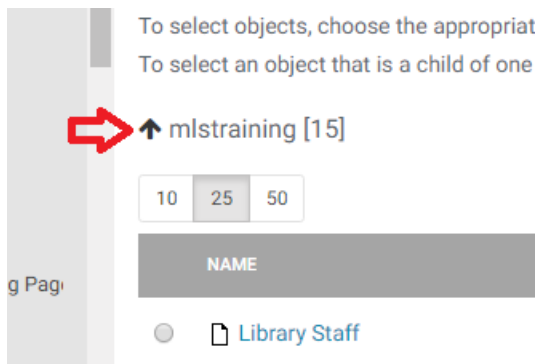 To select objects, choose the appropriat
To select an object that is a child of one
mlstraining [15]
10 25 50
NAME
g Pag
Library Staff